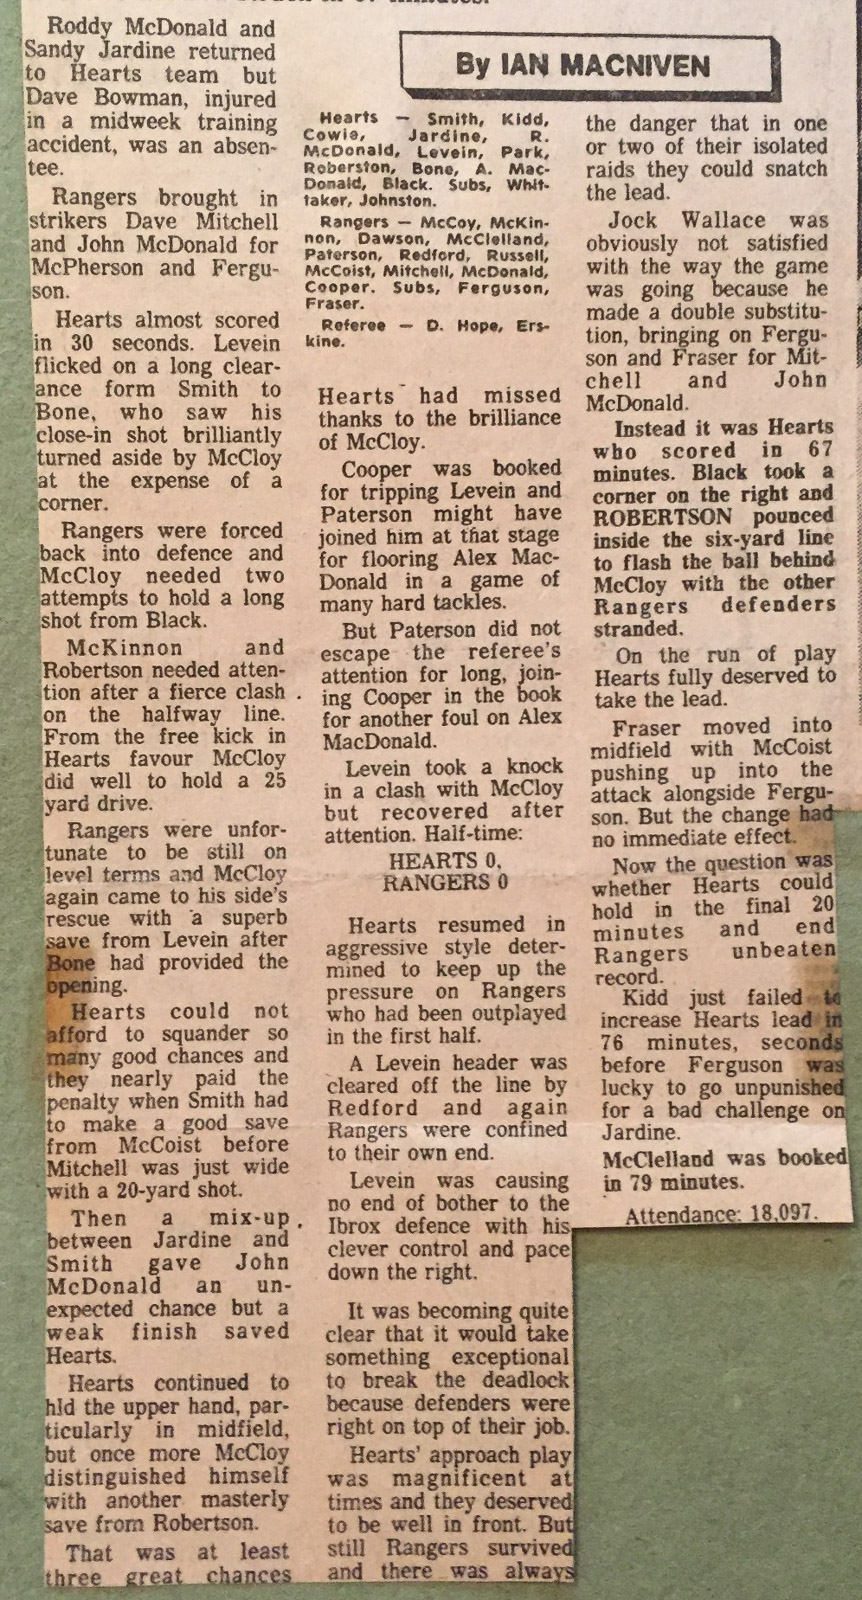 Roddy McDonald and
Sandy Jardine returned
to Hearts team but
Dave Bowman, injured
in a midweek training
accident, was an absen-
tee.
Rangers brought in
strikers Dave Mitchell
and John McDonald for
McPherson and Fergu-
son.
Hearts almost scored
in 30 seconds. Levein
flicked on a long clear-
ance form Smith to
Bone, who saw his
close-in shot brilliantly
turned aside by McCloy
at the expense of a
corner.
Rangers were forced
back into defence and
McCloy needed two
attempts to hold a long
shot from Black.
McKinnon and
Robertson needed atten-
tion after a fierce clash
on the halfway line.
From the free kick in
Hearts favour McCloy
did well to hold a 25
yard drive.
Rangers were unfor-
tunate to be still on
level terms and McCloy
again came to his side's
rescue with a superb
save from Levein after
Bone had provided the
opening.
Hearts could not
afford to squander so
many good chances and
they nearly paid the
penalty when Smith had
to make a good save
from McCoist before
Mitchell was just wide
with a 20-yard shot.
Then a mix-up
between Jardine and
Smith gave John
McDonald an un-
expected chance but a
weak finish saved
Hearts.
Hearts continued to
hld the upper hand, par-
ticularly in midfield,
but once more McCloy
distinguished himself
with another masterly
save from Robertson.
That was at least
three great chances
By IAN MACNIVEN
Hearts — Smith, Kidd,
Cowie, Jardine, R.
McDonald, Levein, Park,
Roberston, Bone, A. Mac-
Donald, Black. Subs, Whit-
taker, Johnston.
Rangers — McCoy, McKin-
non, Dawson, McClelland,
Paterson, Redford, Russell,
McCoist, Mitchell, McDonald,
Cooper. Subs, Ferguson,
Fraser.
Referee — D. Hope, Ers-
kine.
Hearts had missed
thanks to the brilliance
of McCloy.
Cooper was booked
for tripping Levein and
Paterson might have
joined him at that stage
for flooring Alex Mac-
Donald in a game of
many hard tackles.
But Paterson did not
escape the referee's
attention for long, join-
ing Cooper in the book
for another foul on Alex
MacDonald.
Levein took a knock
in a clash with McCloy
but recovered after
attention. Half-time:
HEARTS 0,
RANGERS 0
Hearts resumed in
aggressive style deter-
mined to keep up the
pressure on Rangers
who had been outplayed
in the first half.
A Levein header was
cleared off the line by
Redford and again
Rangers were confined
to their own end.
Levein was causing
no end of bother to the
Ibrox defence with his
clever control and pace
down the right.
It was becoming quite
clear that it would take
something exceptional
to break the deadlock
because defenders were
right on top of their job.
Hearts' approach play
was magnificent at
times and they deserved
to be well in front. But
still Rangers survived
and there was always
the danger that in one
or two of their isolated
raids they could snatch
the lead.
Jock Wallace was
obviously not satisfied
with the way the game
was going because he
made a double substitu-
tion, bringing on Fergu-
son and Fraser for Mit-
chell and John
McDonald.
Instead it was Hearts
who scored in 67
minutes. Black took a
corner on the right and
ROBERTSON pounced
inside the six-yard line
to flash the ball behind
McCloy with the other
Rangers defenders
stranded.
On the run of play
Hearts fully deserved to
take the lead.
Fraser moved into
midfield with McCoist
pushing up into the
attack alongside Fergu-
son. But the change had
no immediate effect.
Now the question was
whether Hearts could
hold in the final 20
minutes and end
Rangers unbeaten
record.
Kidd just failed to
increase Hearts lead in
76 minutes, seconds
before Ferguson was
lucky to go unpunished
for a bad challenge on
Jardine.
McClelland was booked
in 79 minutes.
Attendance: 18,097.